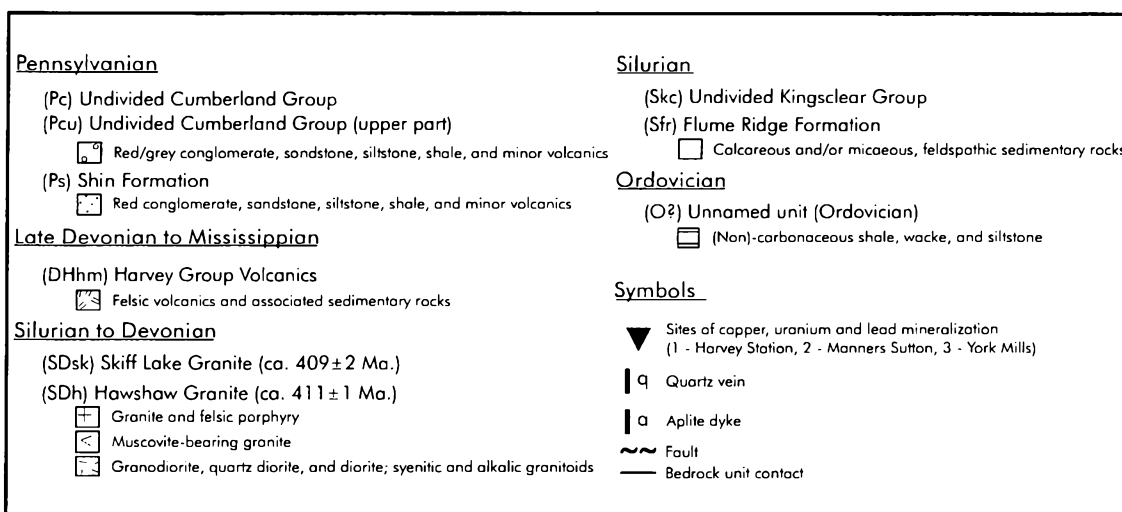 Pennsylvanian
(Pc) Undivided Cumberland Group
(Pcu) Undivided Cumberland Group (upper part)
Red/grey conglomerate, sandstone, siltstone, shale, and minor volcanics
(Ps) Shin Formation
Red conglomerate, sandstone, siltstone, shale, and minor volcanics
Late Devonian to Mississippian
(DHhm) Harvey Group Volcanics
Felsic volcanics and associated sedimentary rocks
Silurian to Devonian
(SDsk) Skiff Lake Granite (ca. 409±2 Ma.)
(SDh) Hawshaw Granite (ca. 411±1 Ma.)
Granite and felsic porphyry
Muscovite-bearing granite
Granodiorite, quartz diorite, and diorite; syenitic and alkalic granitoids
Silurian
(Skc) Undivided Kingsclear Group
(Sfr) Flume Ridge Formation
Calcareous and/or micaeous, feldspathic sedimentary rocks
Ordovician
(O?) Unnamed unit (Ordovician)
(Non)-carbonaceous shale, wacke, and siltstone
Symbols
Sites of copper, uranium and lead mineralization
(1 - Harvey Station, 2 - Manners Sutton, 3 - York Mills)
q Quartz vein
a Aplite dyke
Fault
Bedrock unit contact